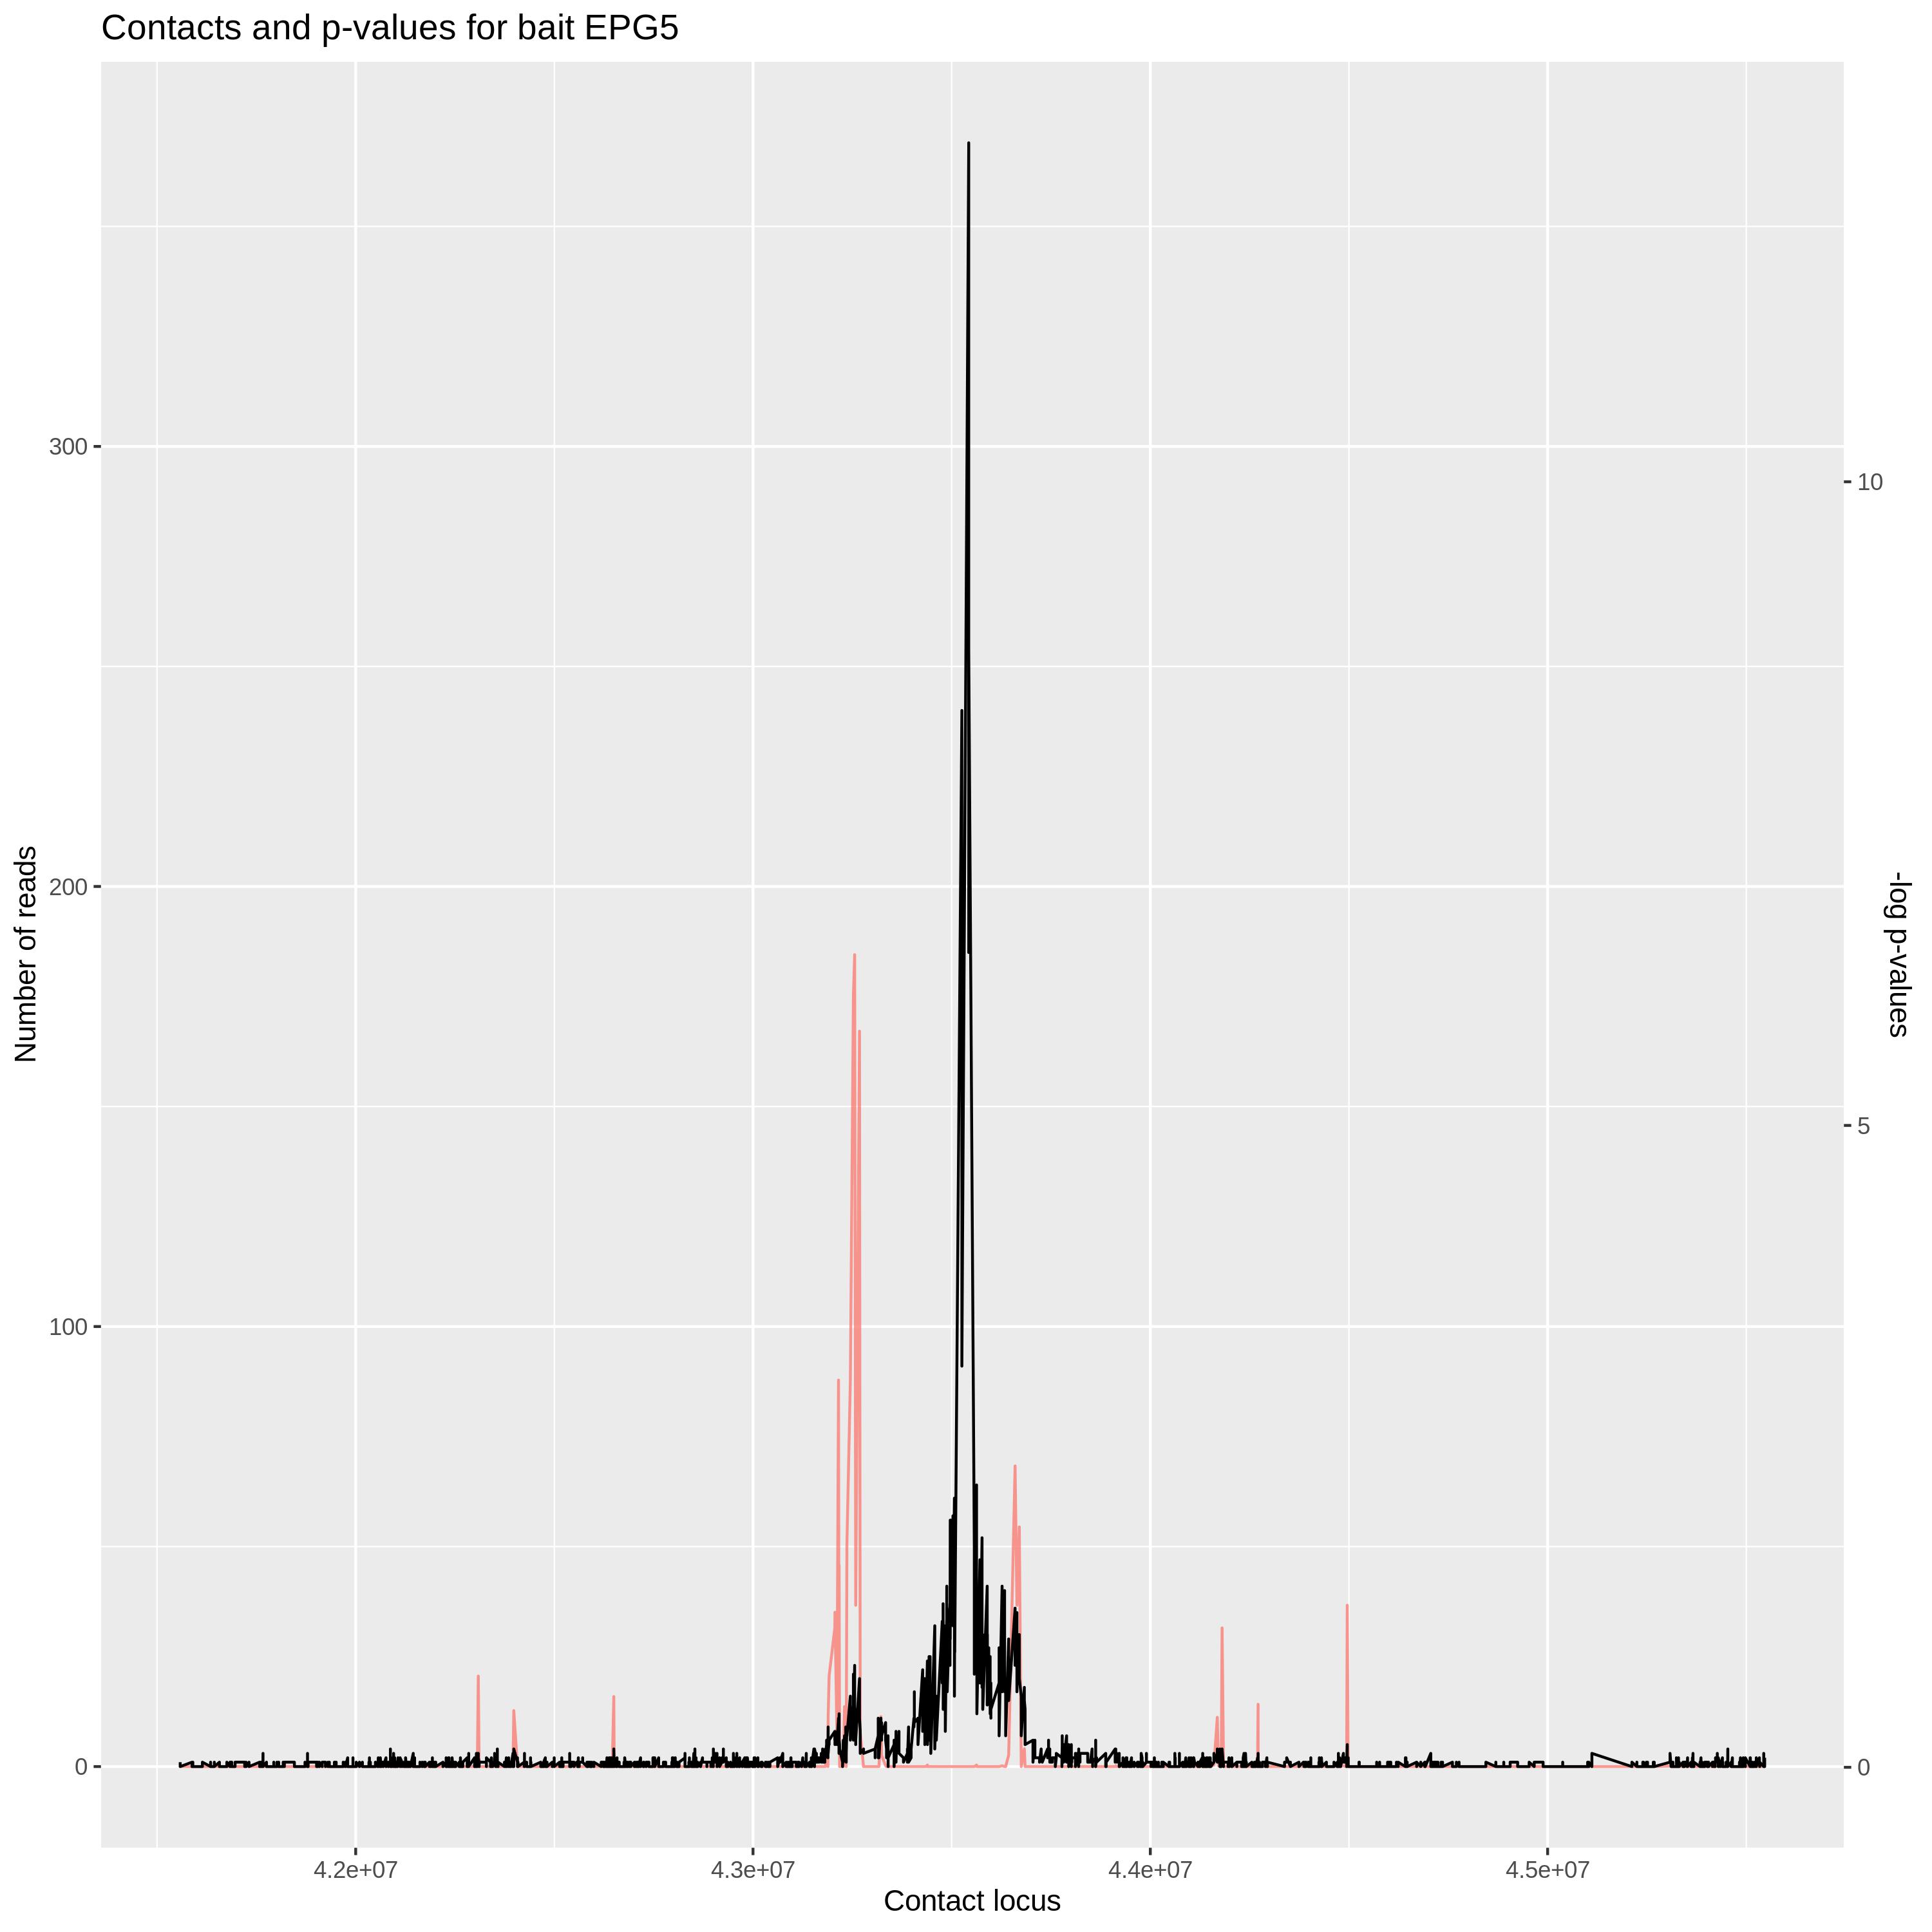 Contacts and p-values for bait EPG5
Number of reads
300
200
100
0
10
5
0
-log p-values
4.2e+07
4.3e+07
4.4e+07
4.5e+07
Contact locus